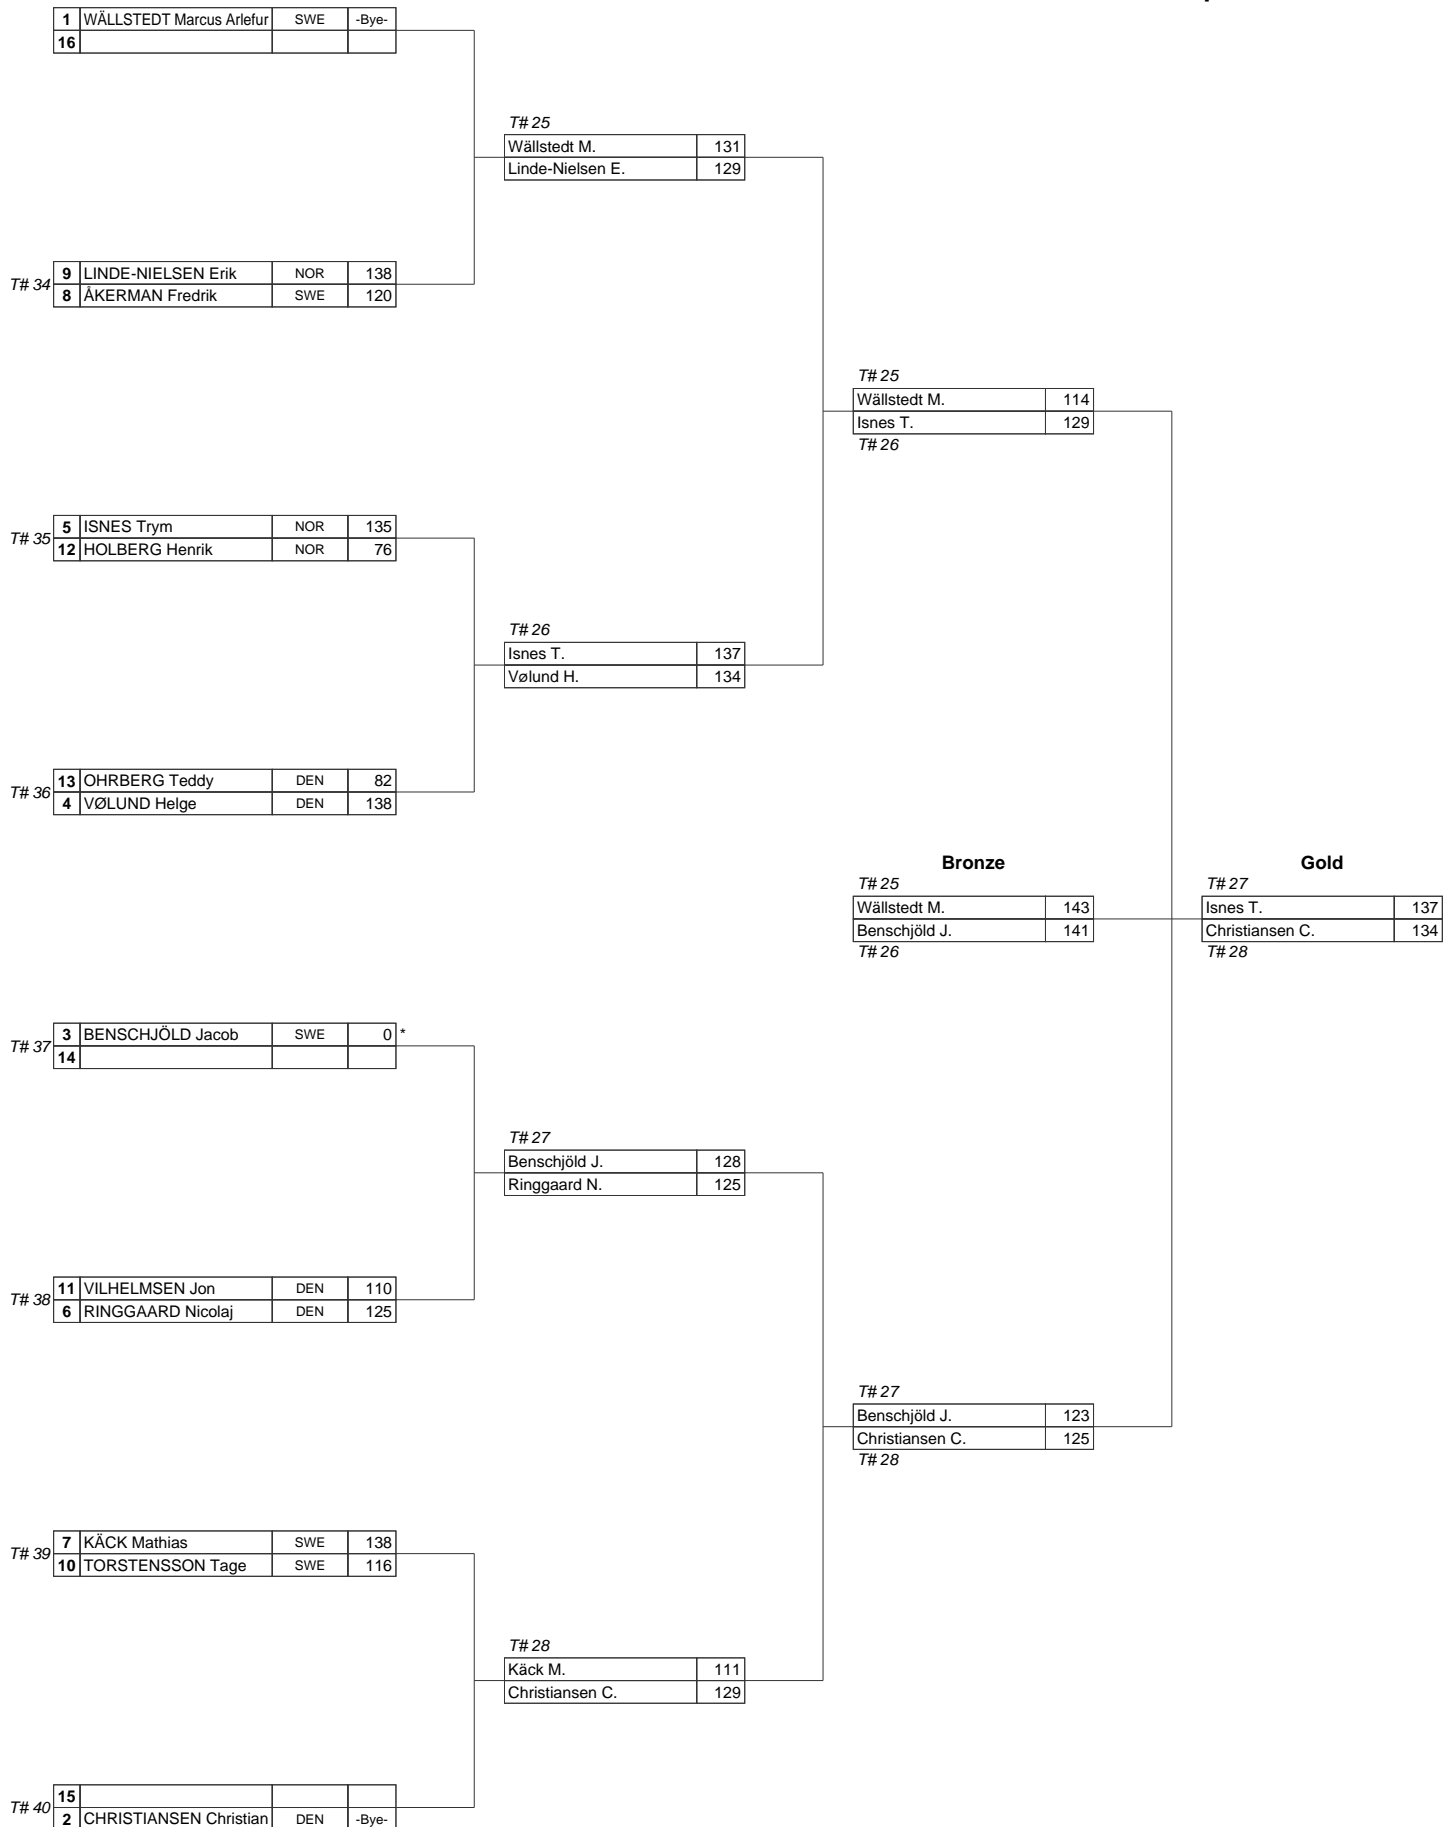 1 WÄLLSTEDT Marcus Arlefur SWE -Bye-
16
T# 25
Wällstedt M. 131
Linde-Nielsen E. 129
T# 34
9 LINDE-NIELSEN Erik NOR 138
8 ÅKERMAN Fredrik SWE 120
T# 25
Wällstedt M. 114
Isnes T. 129
T# 26
T# 35
5 ISNES Trym NOR 135
12 HOLBERG Henrik NOR 76
T# 26
Isnes T. 137
Vølund H. 134
T# 36
13 OHRBERG Teddy DEN 82
4 VØLUND Helge DEN 138
Bronze
T# 25
Wällstedt M. 143
Benschjöld J. 141
T# 26
Gold
T# 27
Isnes T. 137
Christiansen C. 134
T# 28
T# 37
3 BENSCHJÖLD Jacob SWE 0 *
14
T# 27
Benschjöld J. 128
Ringgaard N. 125
T# 38
11 VILHELMSEN Jon DEN 110
6 RINGGAARD Nicolaj DEN 125
T# 27
Benschjöld J. 123
Christiansen C. 125
T# 28
T# 39
7 KÄCK Mathias SWE 138
10 TORSTENSSON Tage SWE 116
T# 28
Käck M. 111
Christiansen C. 129
T# 40
15
2 CHRISTIANSEN Christian DEN -Bye-